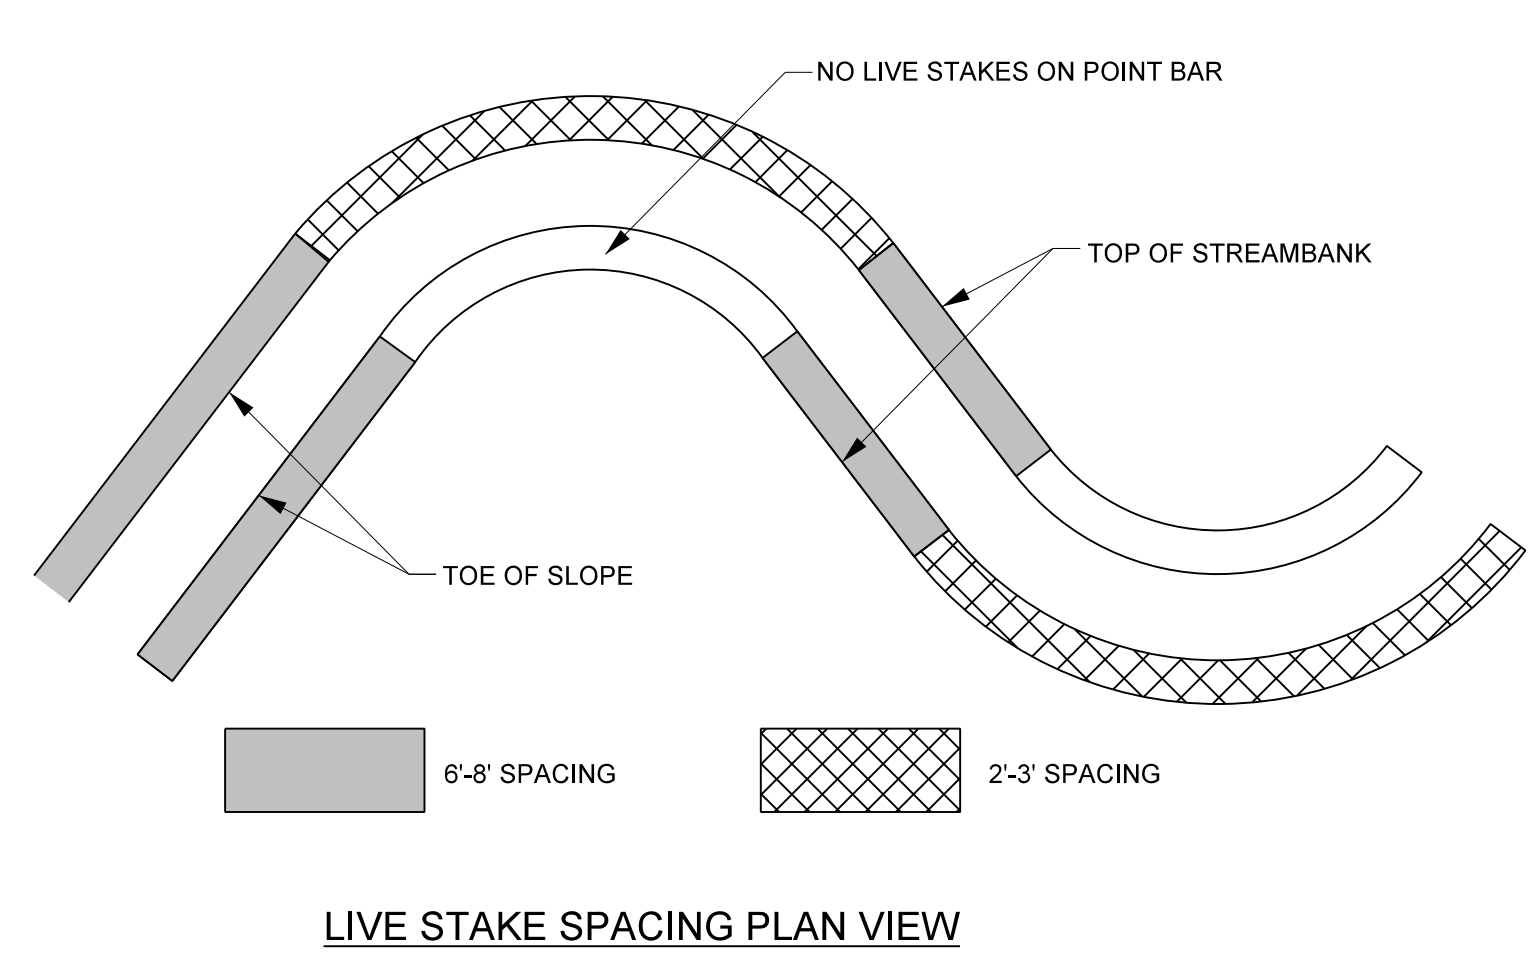 NO LIVE STAKES ON POINT BAR
TOP OF STREAMBANK
TOE OF SLOPE
6'-8' SPACING
2'-3' SPACING
LIVE STAKE SPACING PLAN VIEW